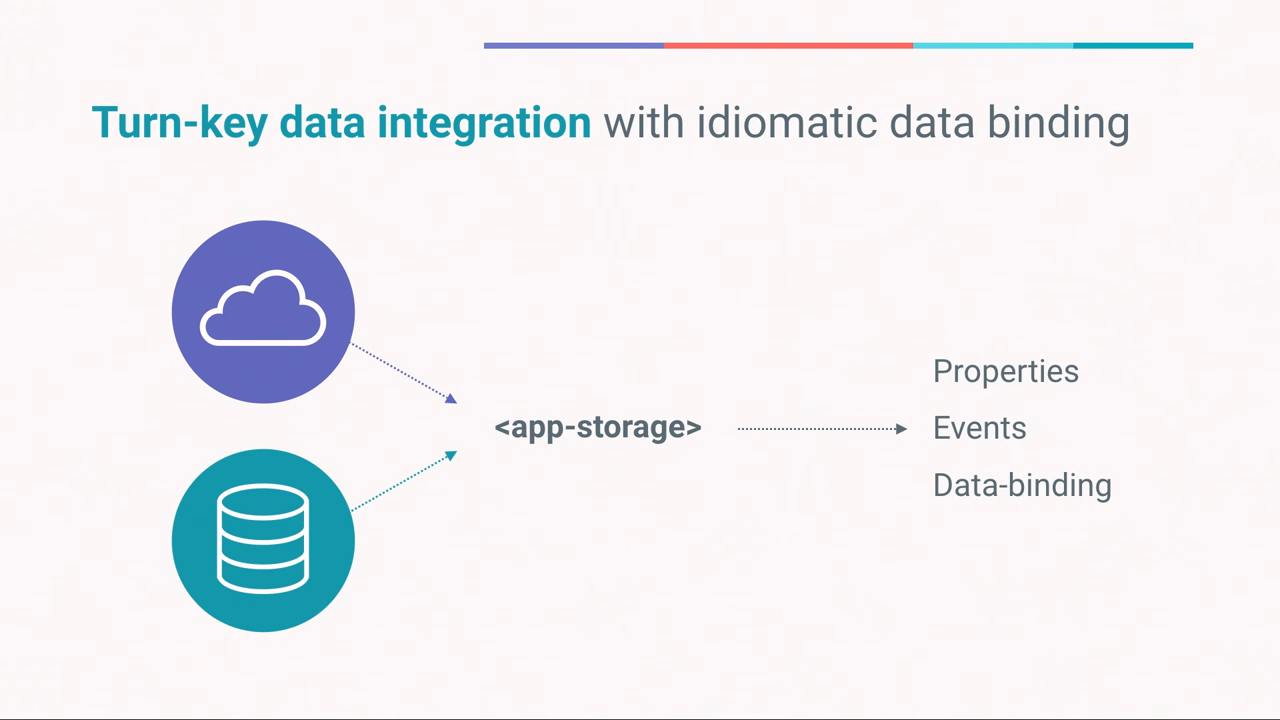 Turn-key data integration with idiomatic data binding
<app-storage>
Properties
Events
Data-binding